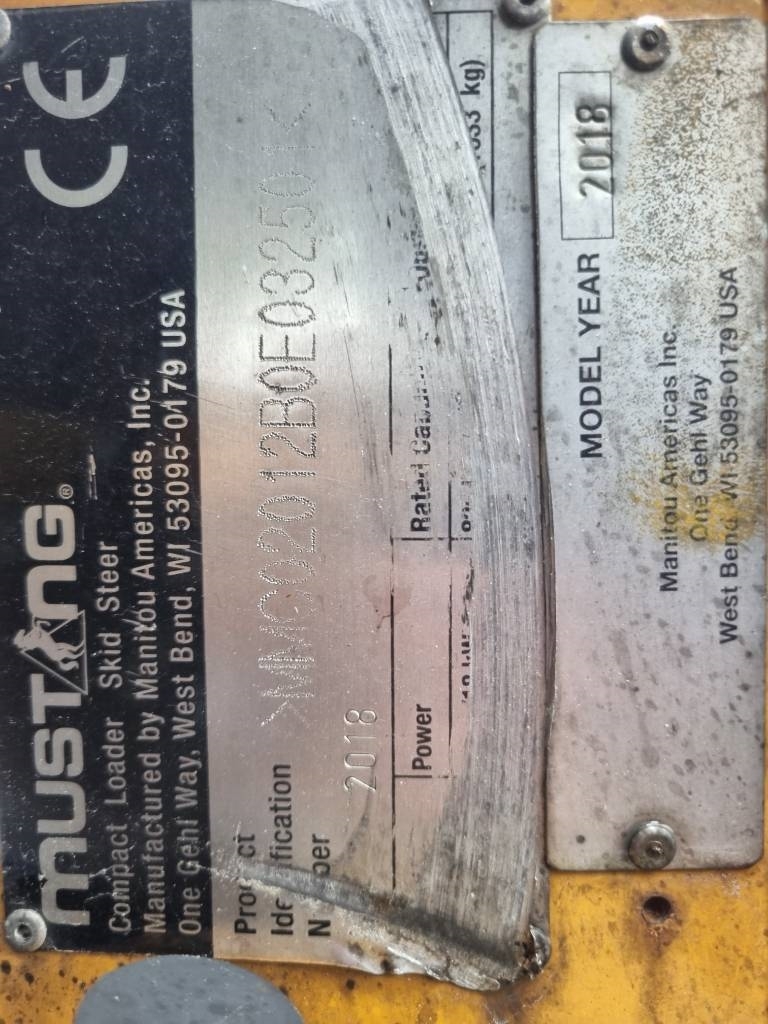 CE
MUSTANG®
Compact Loader Skid Steer
Manufactured by Manitou Americas, Inc.
One Gehl Way, West Bend, WI 53095-0179 USA
Product
Identification
Number
2018
Power
Rated
kg)
MODEL YEAR 2018
Manitou Americas Inc.
One Gehl Way
West Bend, WI 53095-0179 USA